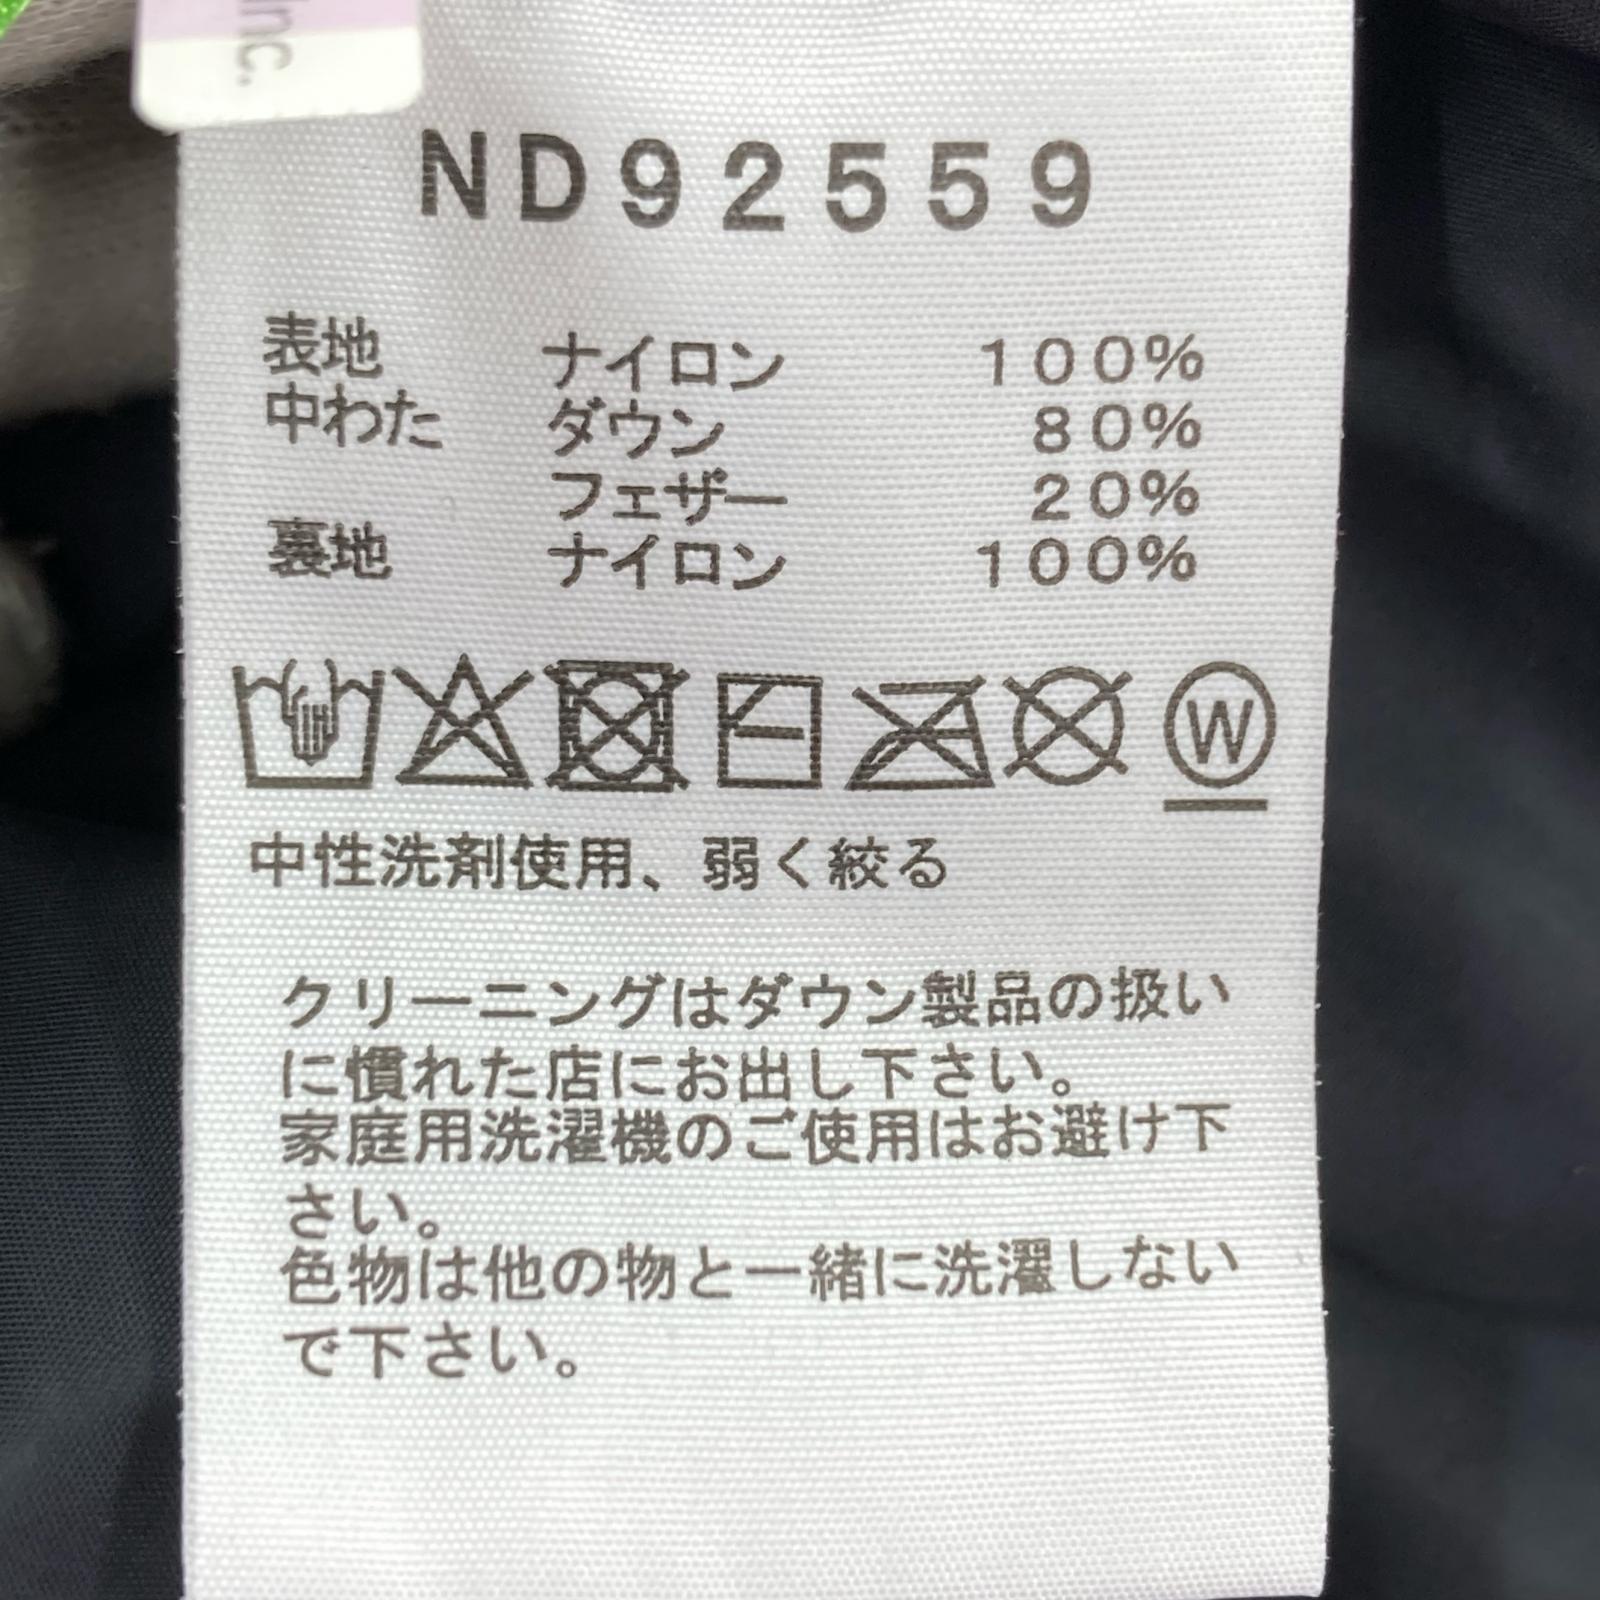 Inc.
ND92559
表地 ナイロン 100%
中わた ダウン 80%
フェザー 20%
裏地 ナイロン 100%
W
中性洗剤使用、弱く絞る
クリーニングはダウン製品の扱い
に慣れた店にお出し下さい。
家庭用洗濯機のご使用はお避け下
さい。
色物は他の物と一緒に洗濯しない
で下さい。